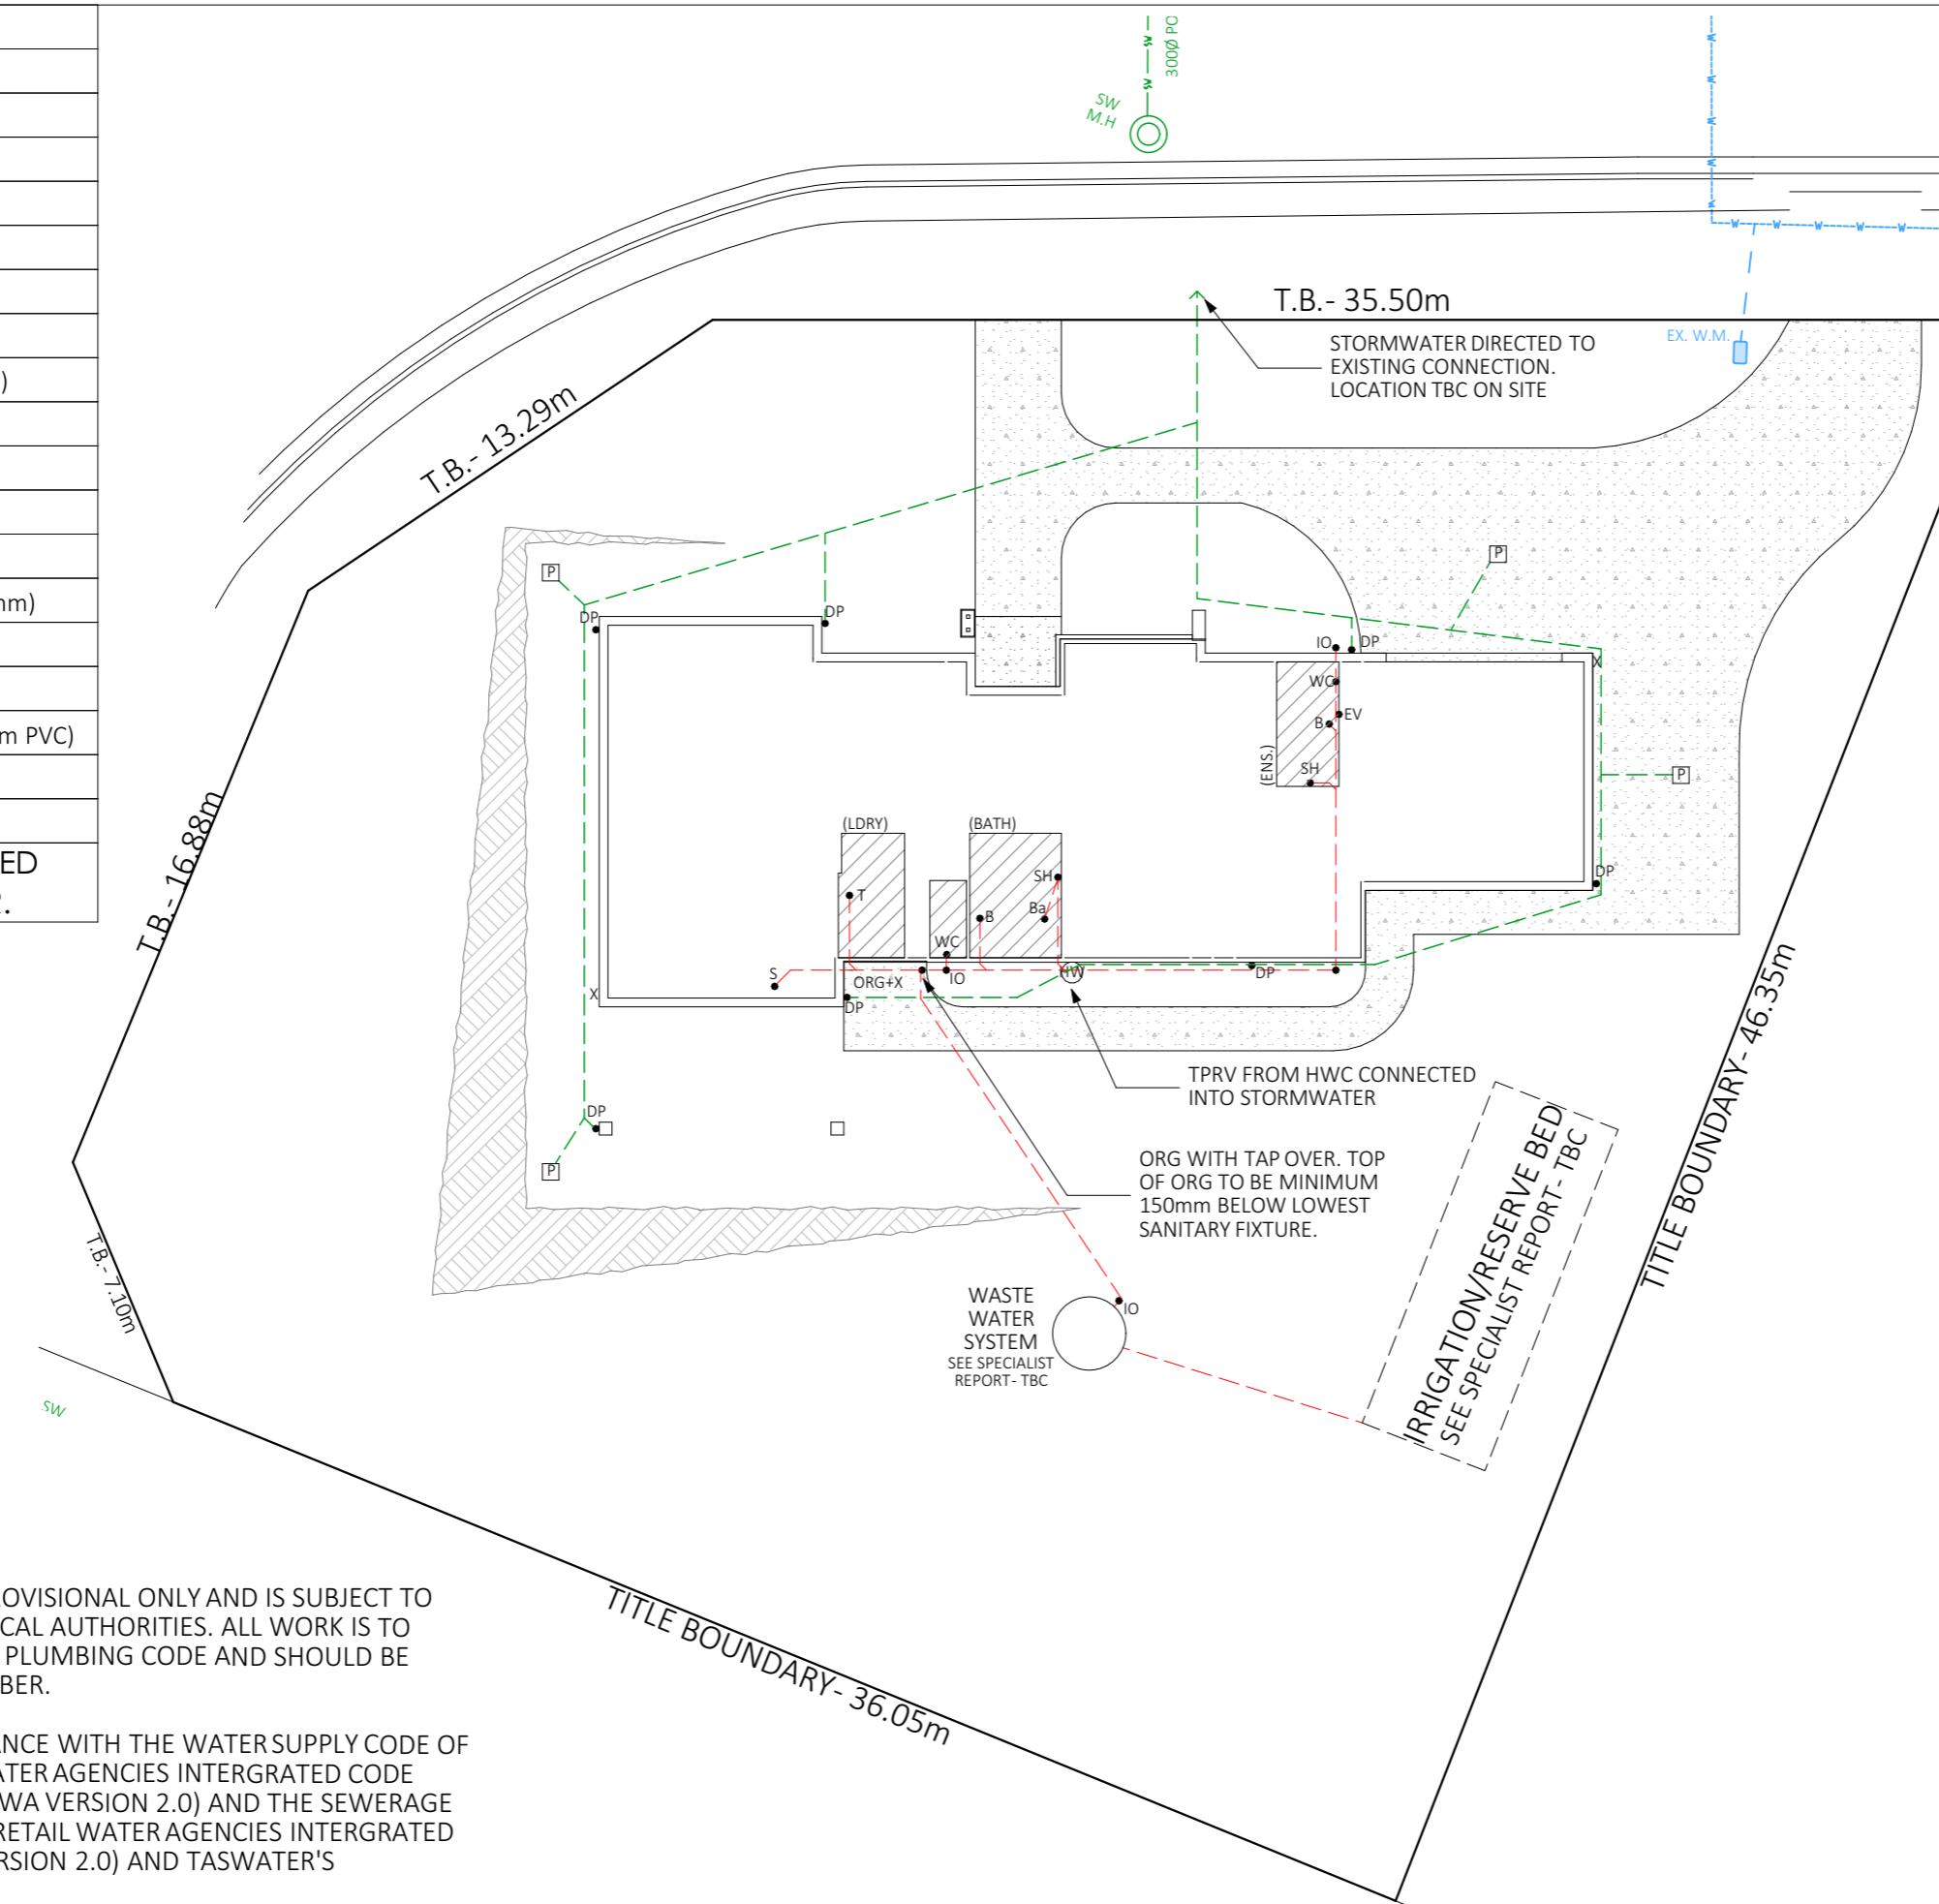 )
mm)
m PVC)
ED
R.
SW
M.H
SW
SW
300Ø PC
W
W
W
W
W
W
W
W
W
T.B.- 35.50m
STORMWATER DIRECTED TO
EXISTING CONNECTION.
LOCATION TBC ON SITE
EX. W.M.
T.B.- 13.29m
P
P
DP
DP
IO
DP
WC
X
EV
B
(ENS.)
SH
P
T.B.- 16.88m
(LDRY)
(BATH)
SH
DP
T
B
Ba
WC
S
IO
HW
DP
ORG+X
X
DP
TPRV FROM HWC CONNECTED
INTO STORMWATER
DP
P
ORG WITH TAP OVER. TOP
OF ORG TO BE MINIMUM
150mm BELOW LOWEST
SANITARY FIXTURE.
TITLE BOUNDARY- 46.35m
IRRIGATION/RESERVE BED
SEE SPECIALIST REPORT- TBC
T.B.- 7.10m
WASTE
WATER
SYSTEM
SEE SPECIALIST
REPORT- TBC
IO
SW
TITLE BOUNDARY- 36.05m
OVISIONAL ONLY AND IS SUBJECT TO
CAL AUTHORITIES. ALL WORK IS TO
PLUMBING CODE AND SHOULD BE
BER.
ANCE WITH THE WATER SUPPLY CODE OF
ATER AGENCIES INTERGRATED CODE
WA VERSION 2.0) AND THE SEWERAGE
RETAIL WATER AGENCIES INTERGRATED
RSION 2.0) AND TASWATER'S